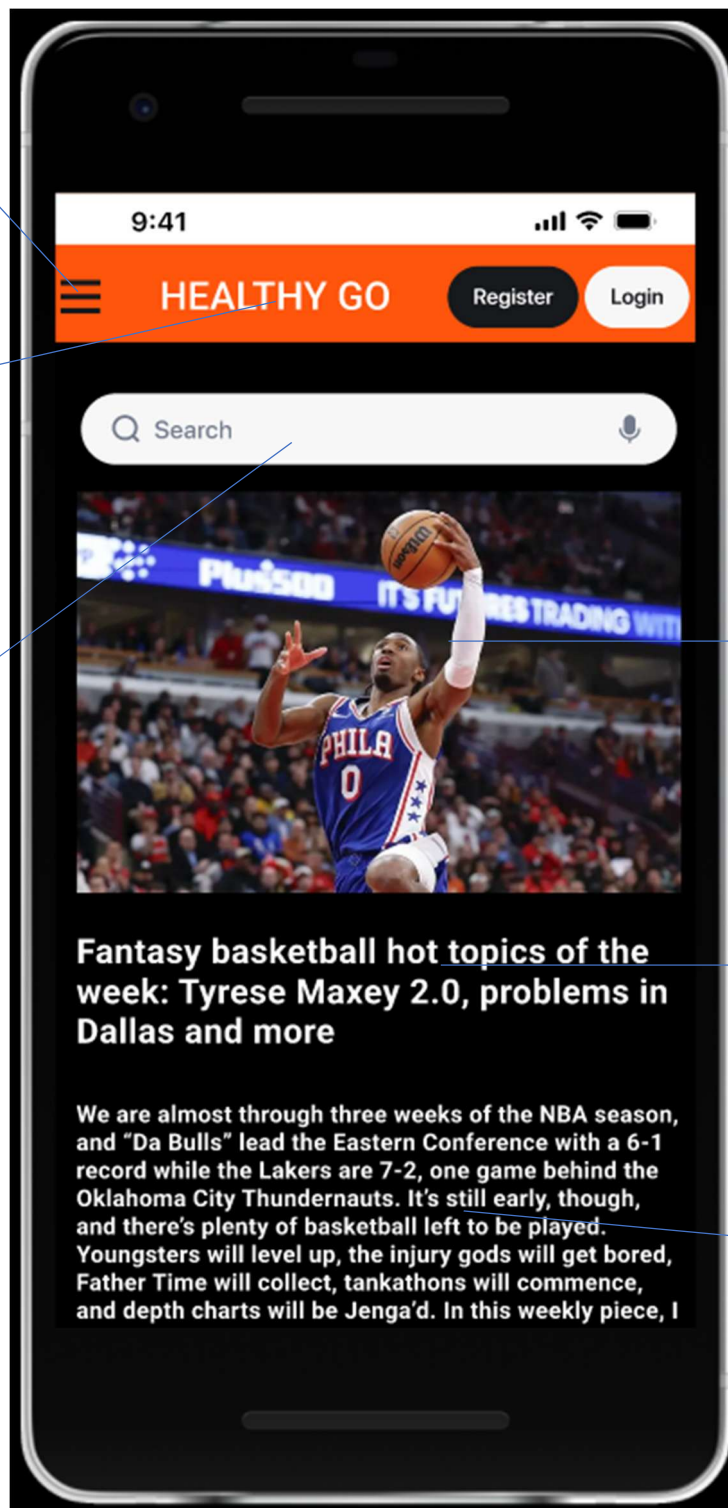 9:41
HEALTHY GO
Register
Login
Search
Wilson
Plus500
IT'S FUTURES TRADING WITH
PHILA
0
Fantasy basketball hot topics of the
week: Tyrese Maxey 2.0, problems in
Dallas and more
We are almost through three weeks of the NBA season,
and “Da Bulls” lead the Eastern Conference with a 6-1
record while the Lakers are 7-2, one game behind the
Oklahoma City Thundernauts. It’s still early, though,
and there’s plenty of basketball left to be played.
Youngsters will level up, the injury gods will get bored,
Father Time will collect, tankathons will commence,
and depth charts will be Jenga’d. In this weekly piece, I